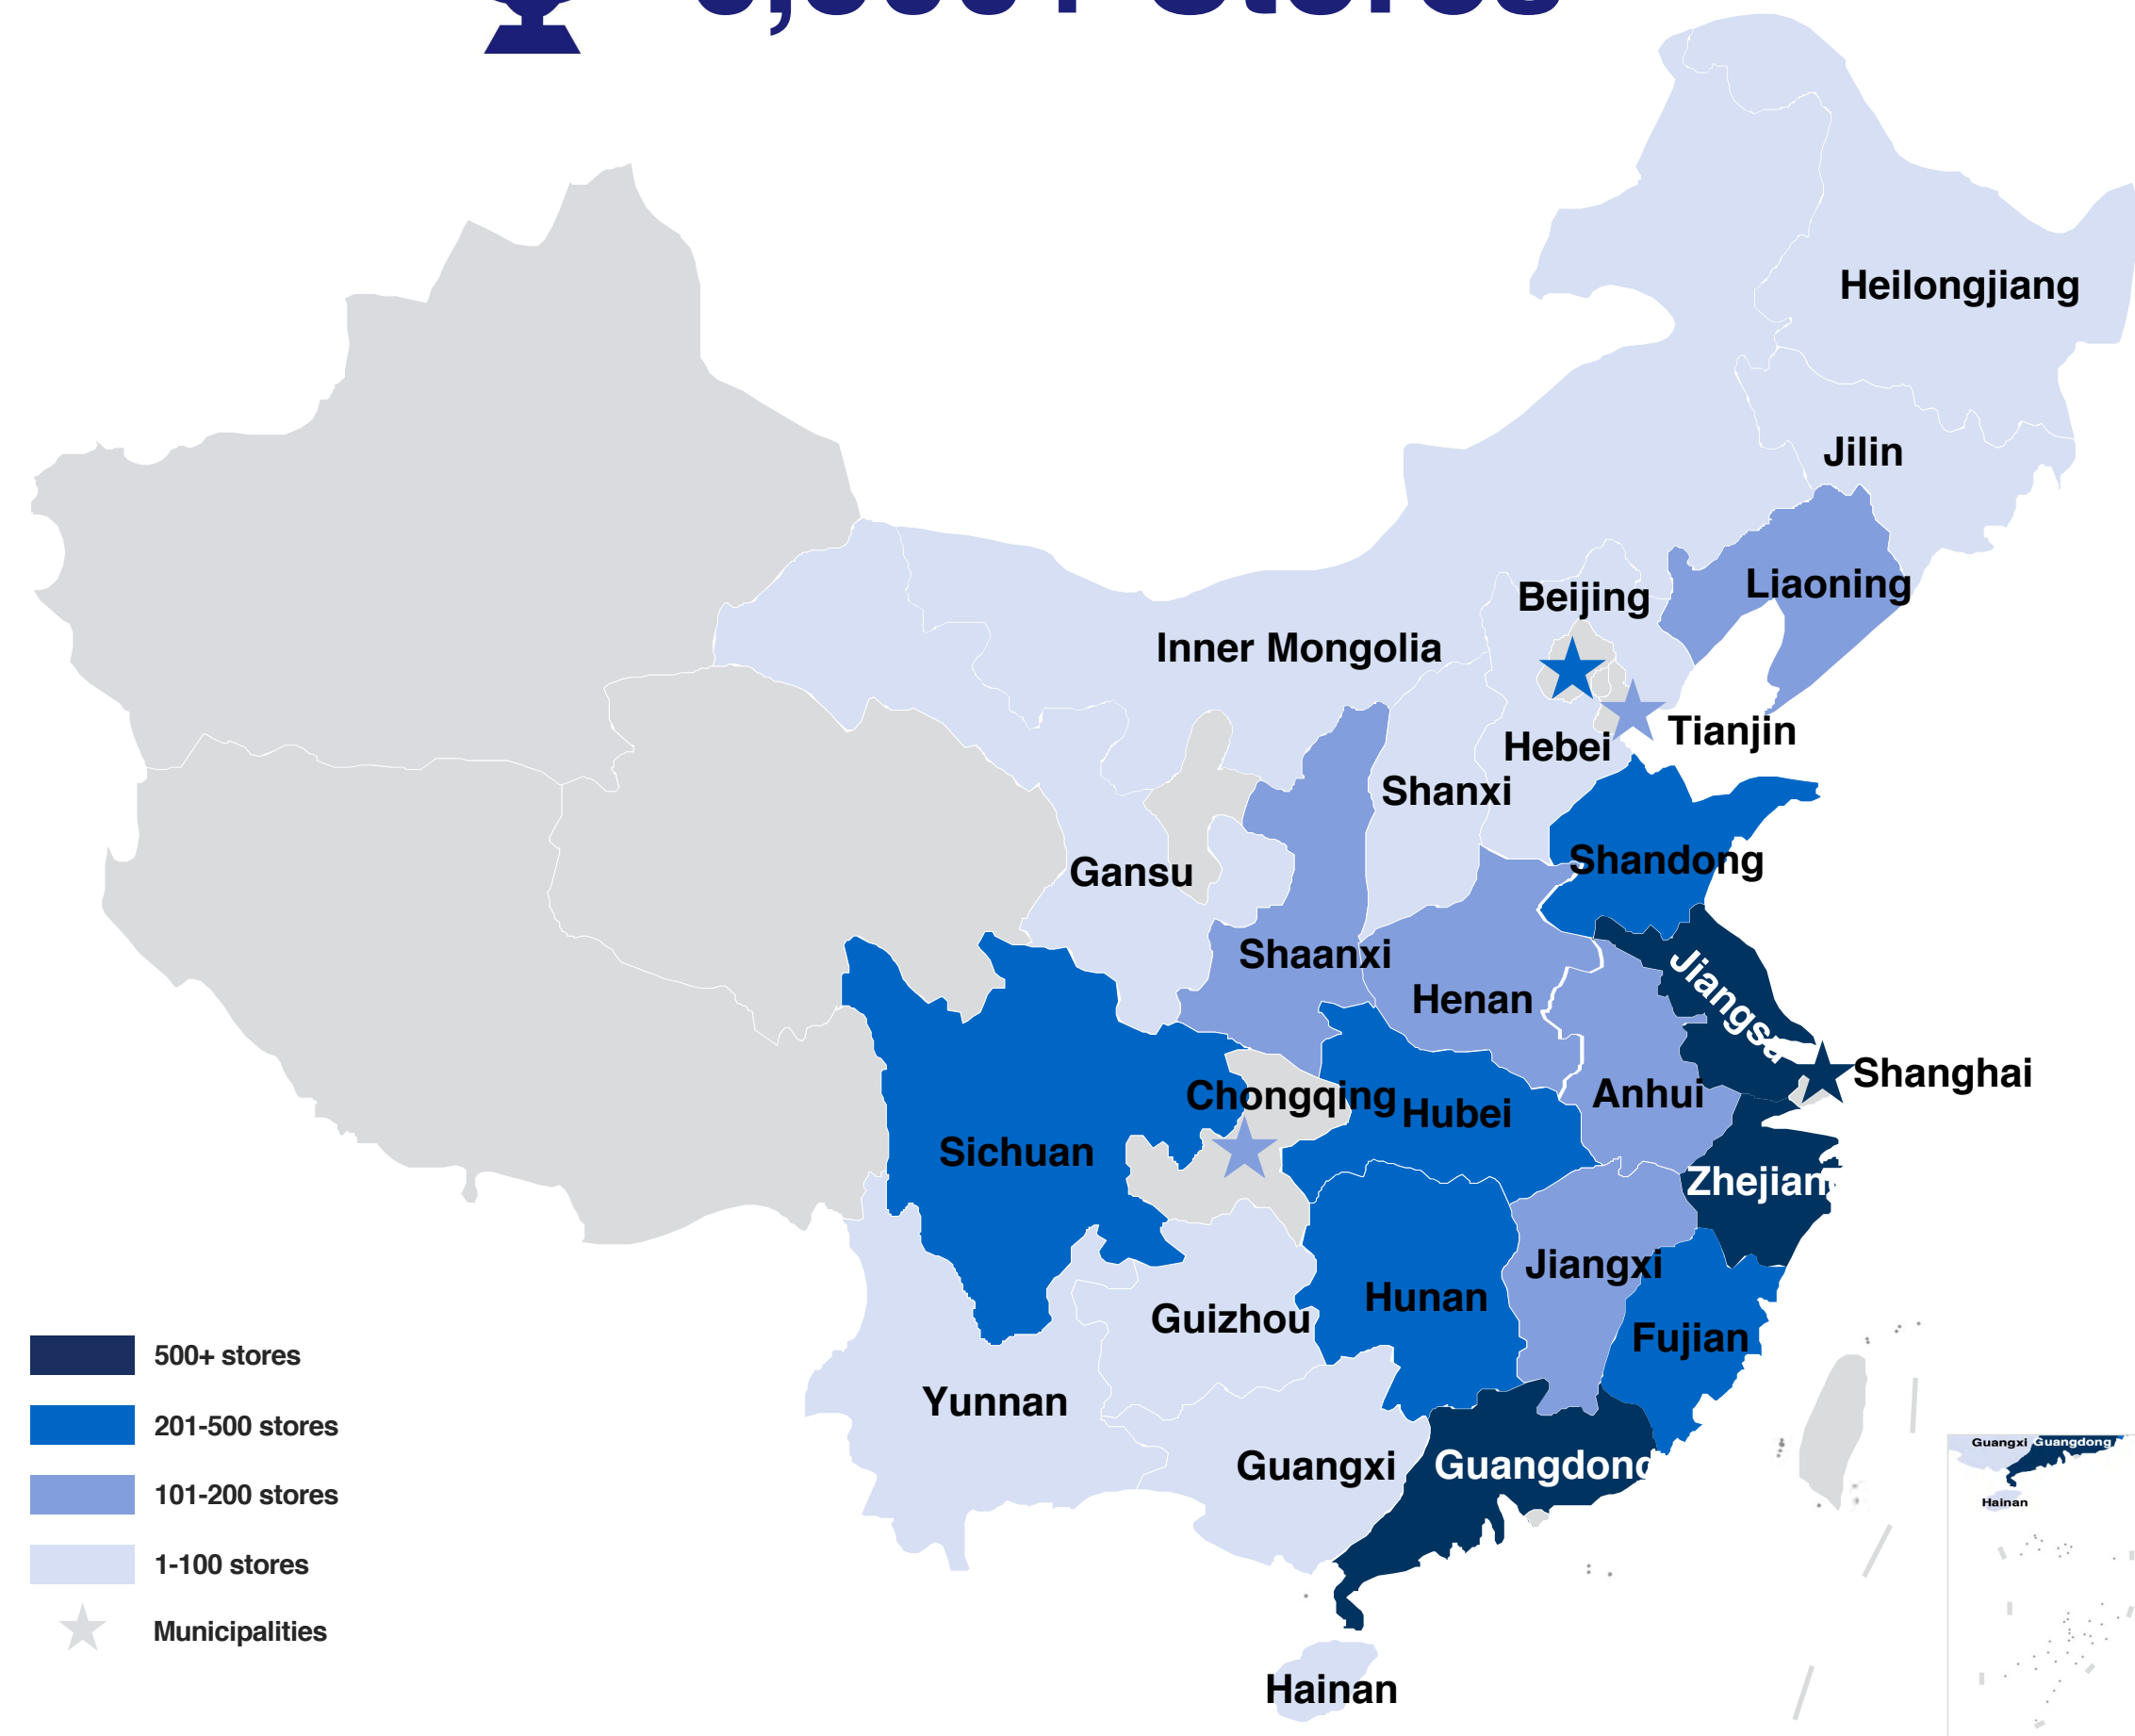 Stores
Heilongjiang
Jilin
Liaoning
Beijing
Inner Mongolia
Tianjin
Hebei
Shanxi
Shandong
Gansu
Shaanxi
Henan
Jiangsu
Shanghai
Chongqing
Hubei
Anhui
Sichuan
Zhejian
Jiangxi
Hunan
Guizhou
Fujian
Yunnan
Guangxi
Guangdong
Hainan
500+ stores
201-500 stores
101-200 stores
1-100 stores
Municipalities
Guangxi Guangdong
Hainan